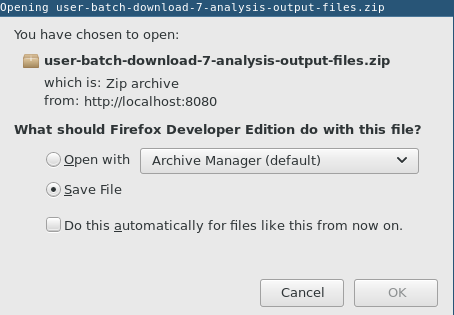 Opening user-batch-download-7-analysis-output-files.zip
You have chosen to open:
user-batch-download-7-analysis-output-files.zip
which is: Zip archive
from: http://localhost:8080
What should Firefox Developer Edition do with this file?
Open with Archive Manager (default)
Save File
Do this automatically for files like this from now on.
Cancel OK